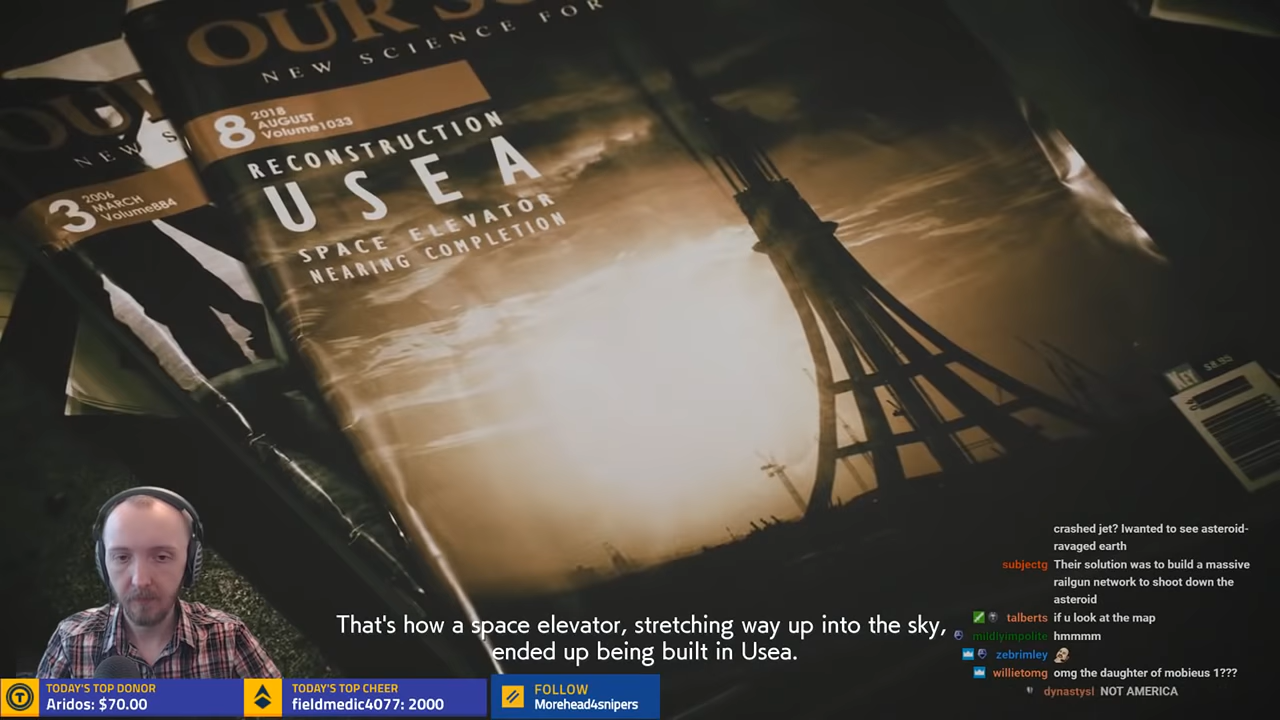 OUR
NEW SCIENCE FOR
8
2018
AUGUST
Volume1033
RECONSTRUCTION
USEA
SPACE ELEVATOR
NEARING COMPLETION
OU
NEW S
3
2006
MARCH
Volume884
KEY
$8.95
That's how a space elevator, stretching way up into the sky,
ended up being built in Usea.
crashed jet? Iwanted to see asteroid-
ravaged earth
subjectg Their solution was to build a massive
railgun network to shoot down the
asteroid
talberts if u look at the map
mildlyimpolite hmmmm
zebrimley
willietomg omg the daughter of mobieus 1???
dynastysl NOT AMERICA
TODAY'S TOP DONOR
Aridos: $70.00
TODAY'S TOP CHEER
fieldmedic4077: 2000
FOLLOW
Morehead4snipers